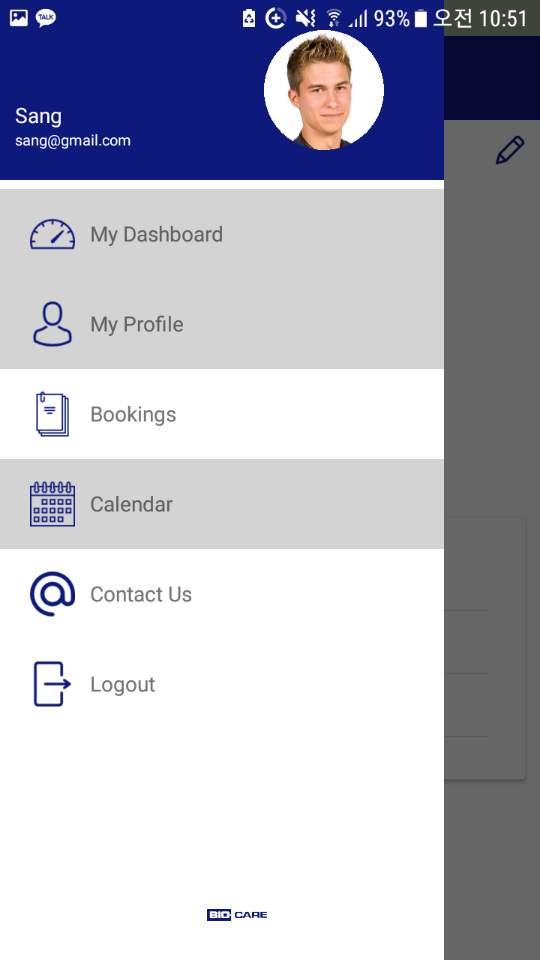 TALK 93% 오전 10:51
Sang
sang@gmail.com
My Dashboard
My Profile
Bookings
Calendar
Contact Us
Logout
BIO CARE